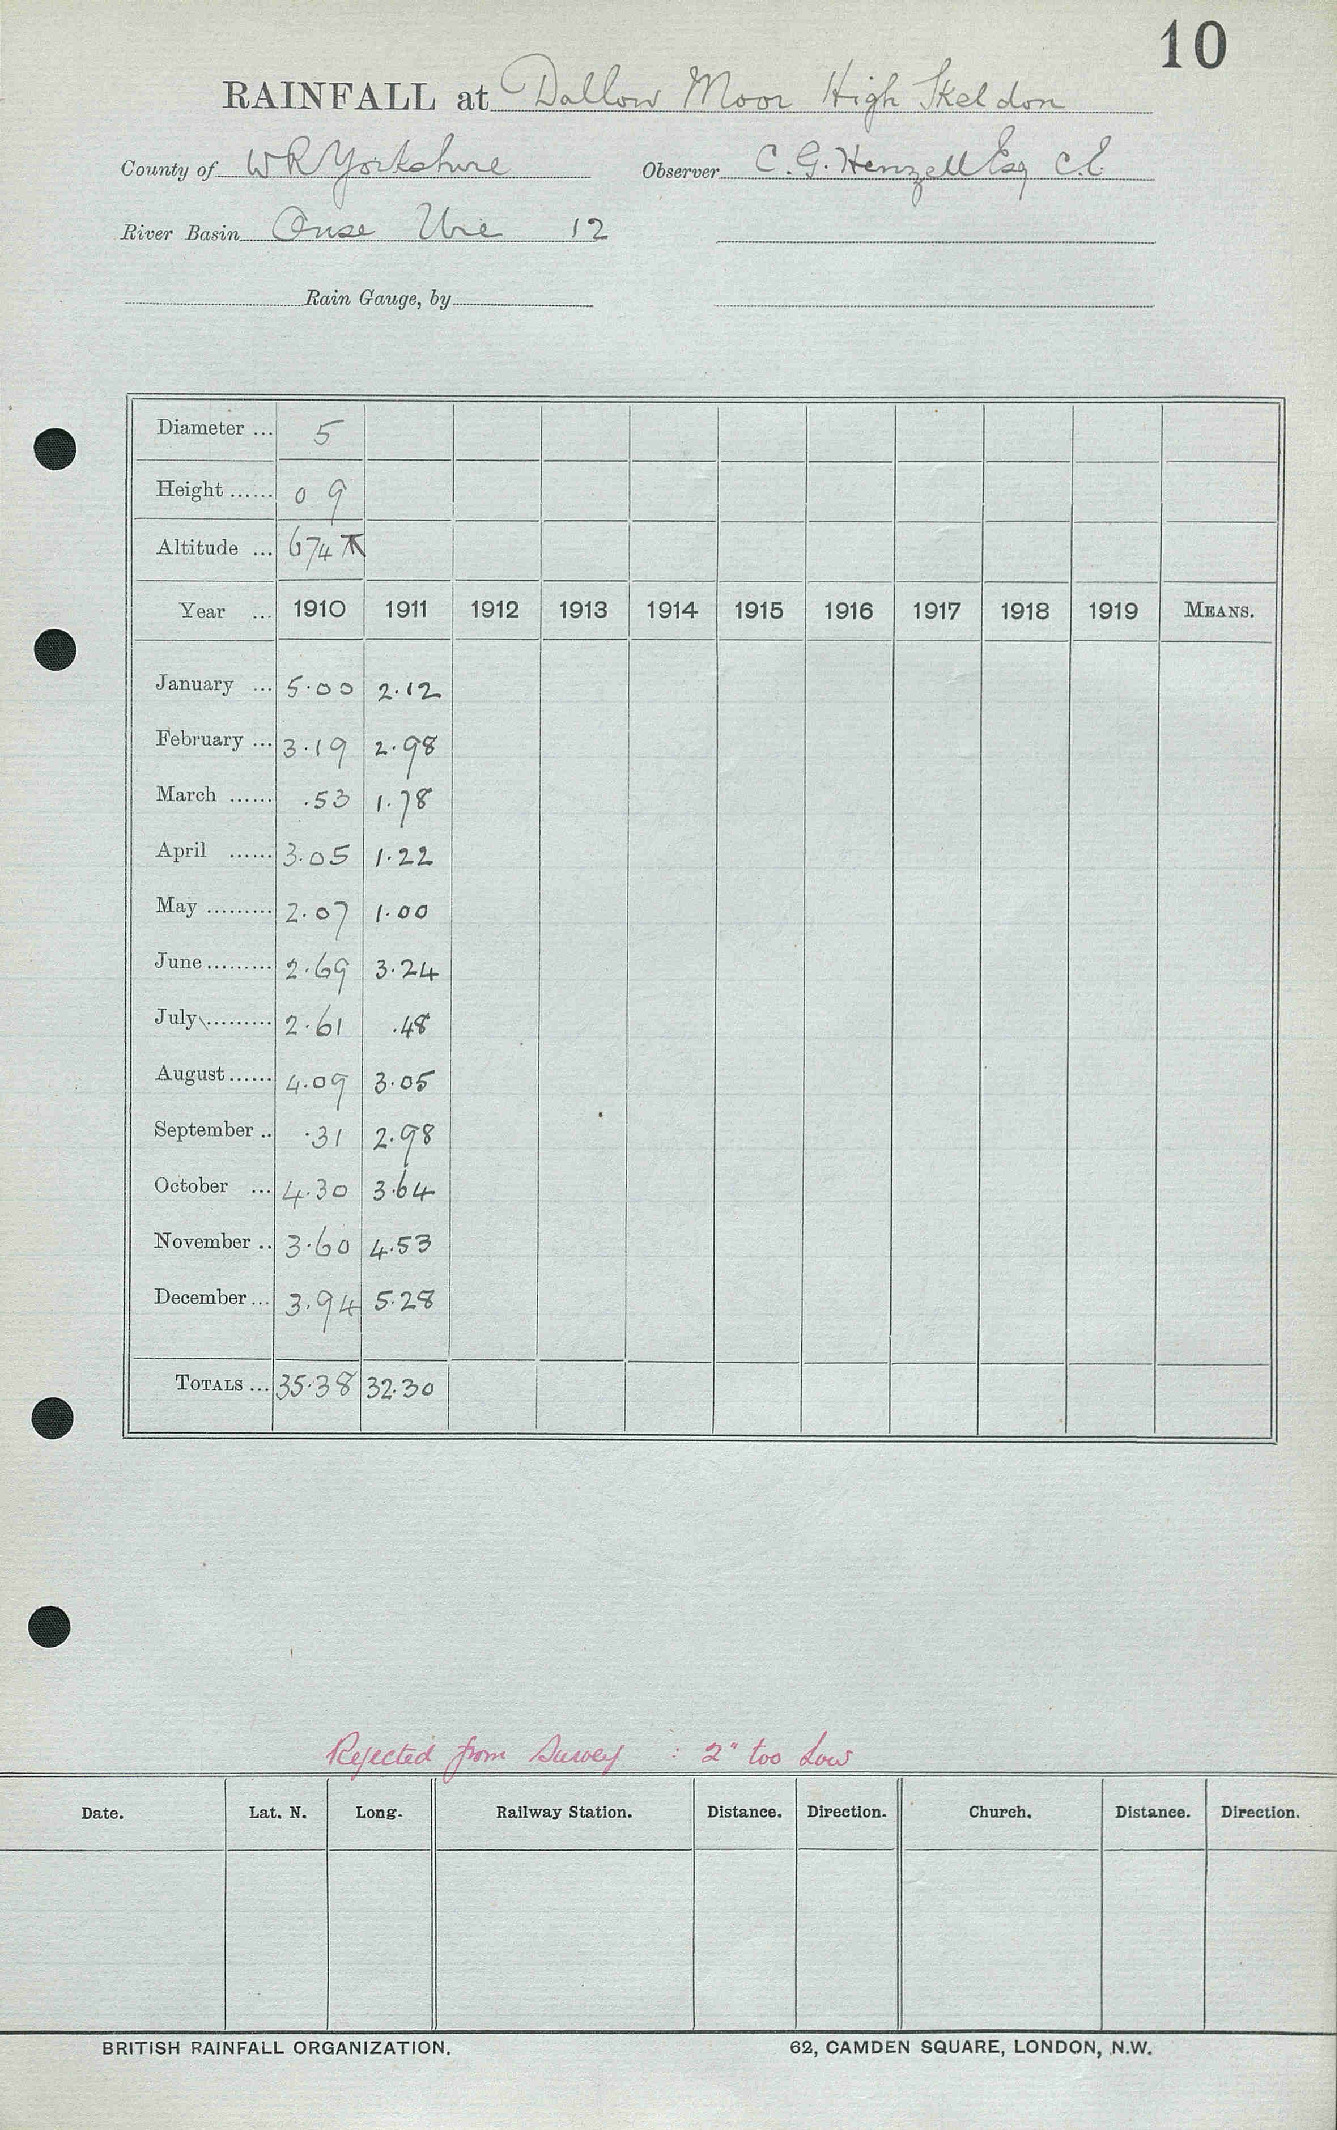 10
RAINFALL at Dallow Moor High Skeldon
County of W R Yorkshire Observer C. G. Henzell Esq C.E.
River Basin Ouse Ure 12
Rain Gauge, by
Diameter ... 5
Height ...... 0 9
Altitude ... 674
Year ... 1910 1911 1912 1913 1914 1915 1916 1917 1918 1919 MEANS.
January ... 5.00 2.12
February ... 3.19 2.98
March ...... .53 1.78
April ...... 3.05 1.22
May ......... 2.07 1.00
June ......... 2.69 3.24
July ......... 2.61 .48
August ...... 4.09 3.05
September .. .31 2.98
October ... 4.30 3.64
November .. 3.60 4.53
December ... 3.94 5.28
TOTALS ... 35.38 32.30
Rejected from Survey : 2" too Low
Date. Lat. N. Long. Railway Station. Distance. Direction. Church. Distance. Direction.
BRITISH RAINFALL ORGANIZATION. 62, CAMDEN SQUARE, LONDON, N.W.